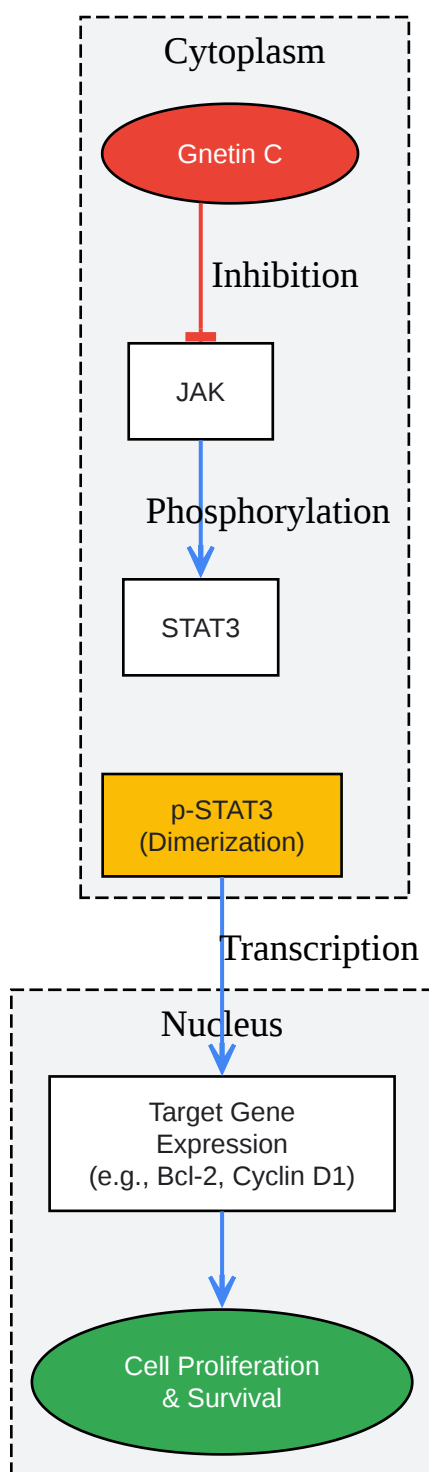 Cytoplasm
Gnetin C
Inhibition
JAK
Phosphorylation
STAT3
p-STAT3
(Dimerization)
Transcription
Nucleus
Target Gene
Expression
(e.g., Bcl-2, Cyclin D1)
Cell Proliferation
& Survival